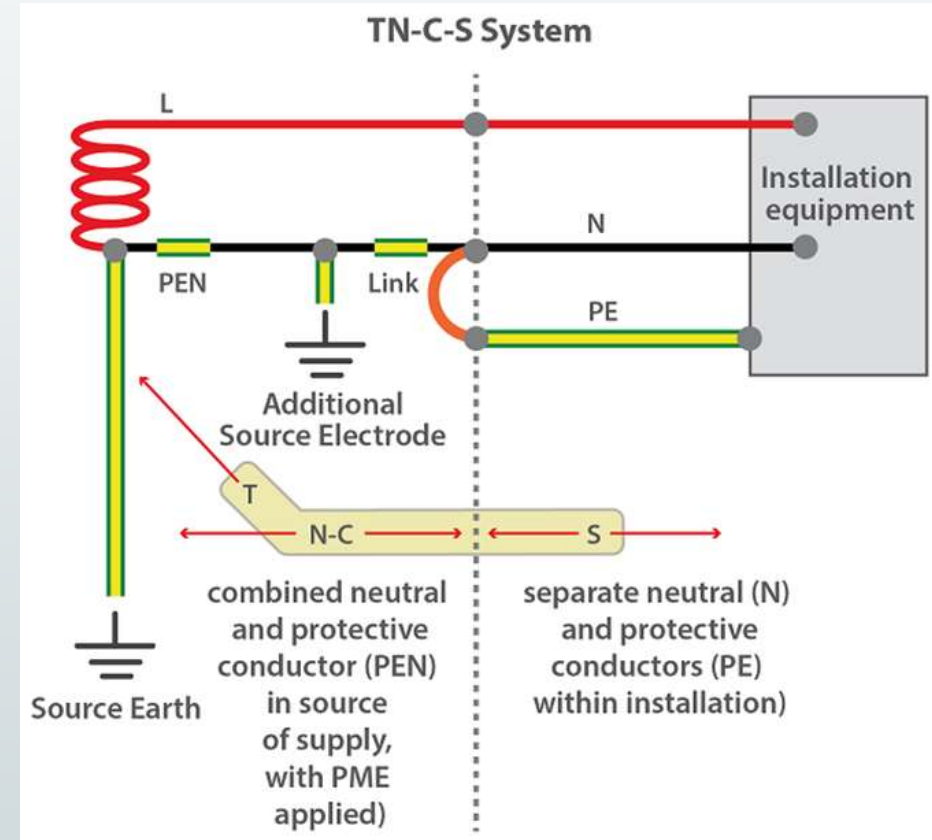 TN-C-S System
L
Installation
equipment
N
PEN
Link
PE
Additional
Source Electrode
T
N-C
S
combined neutral
and protective
conductor (PEN)
in source
of supply,
with PME
applied)
separate neutral (N)
and protective
conductors (PE)
within installation)
Source Earth